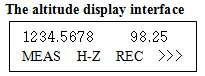 The altitude display interface
1234.5678 98.25
MEAS H-Z REC >>>